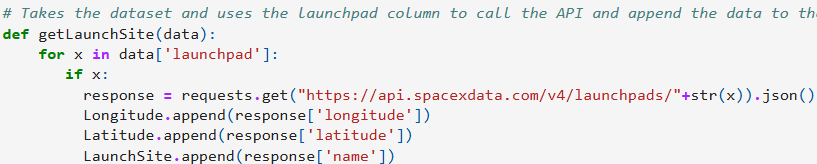 # Takes the dataset and uses the launchpad column to call the API and append the data to
def getLaunchSite(data):
    for x in data['launchpad']:
       if x:
         response = requests.get("https://api.spacexdata.com/v4/launchpads/"+str(x)).json()
         Longitude.append(response['longitude'])
         Latitude.append(response['latitude'])
         LaunchSite.append(response['name'])